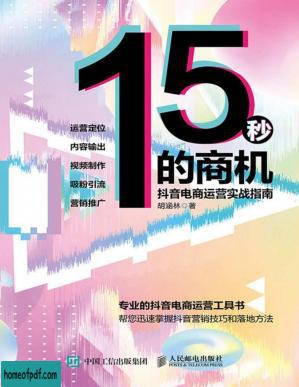 15秒
的商机
抖音电商运营实战指南
胡涵林◎著
运营定位
内容输出
视频制作
吸粉引流
营销推广
专业的抖音电商运营工具书
帮您迅速掌握抖音营销技巧和落地方法
中国工信出版集团
人民邮电出版社
homeofpdf.com